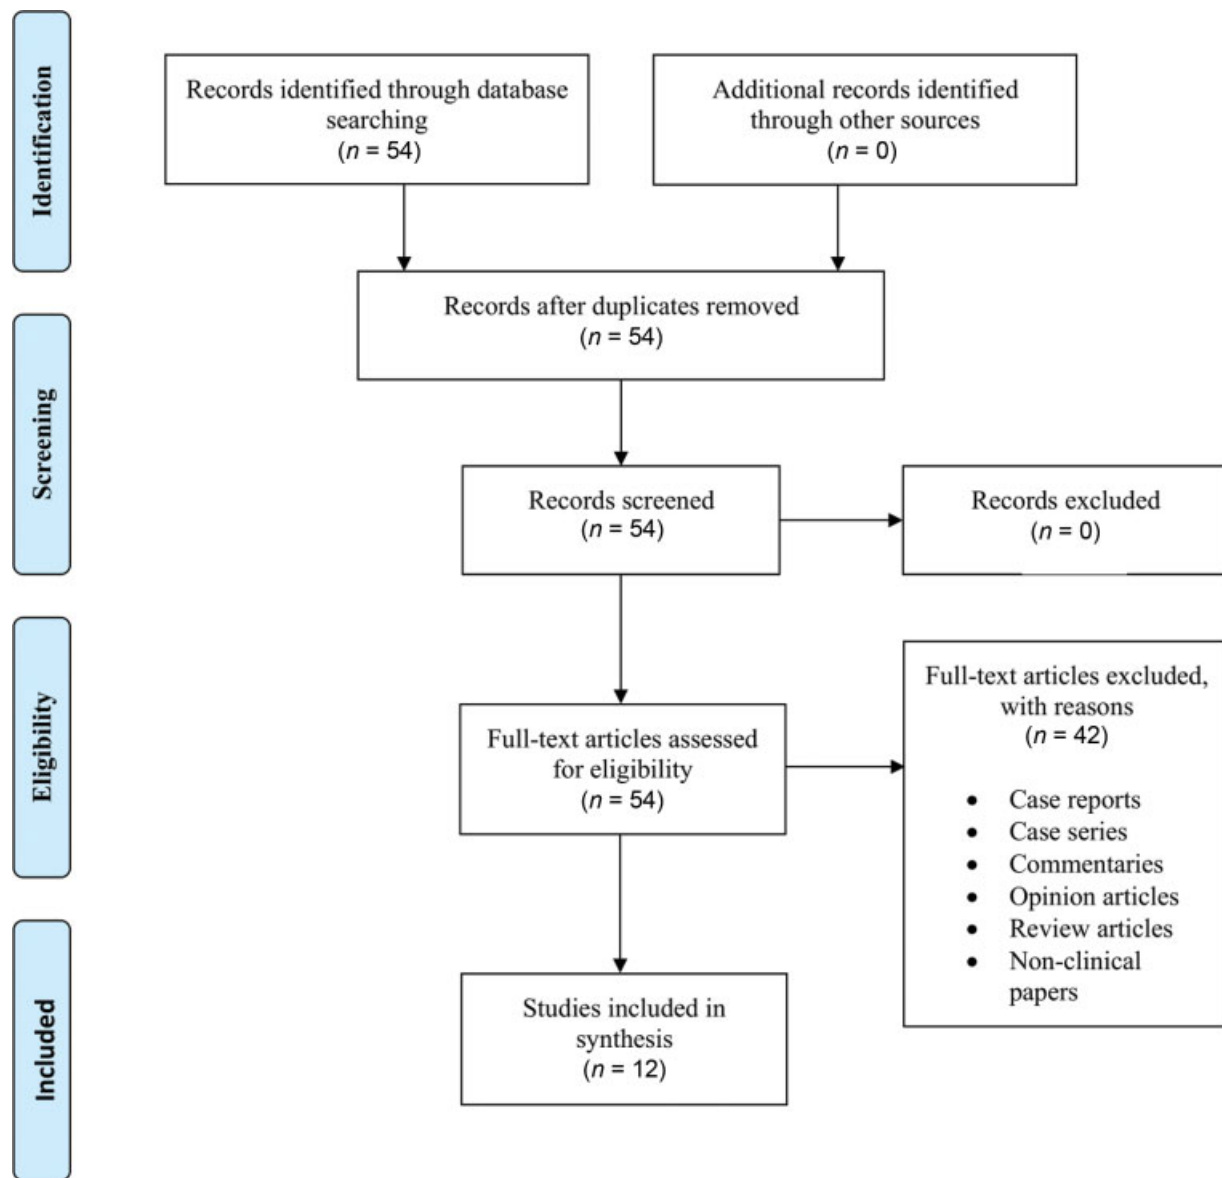 Identification
Records identified through database
searching
(n = 54)
Additional records identified
through other sources
(n = 0)
Records after duplicates removed
(n = 54)
Screening
Records screened
(n = 54)
Records excluded
(n = 0)
Eligibility
Full-text articles assessed
for eligibility
(n = 54)
Full-text articles excluded,
with reasons
(n = 42)
• Case reports
• Case series
• Commentaries
• Opinion articles
• Review articles
• Non-clinical
papers
Included
Studies included in
synthesis
(n = 12)